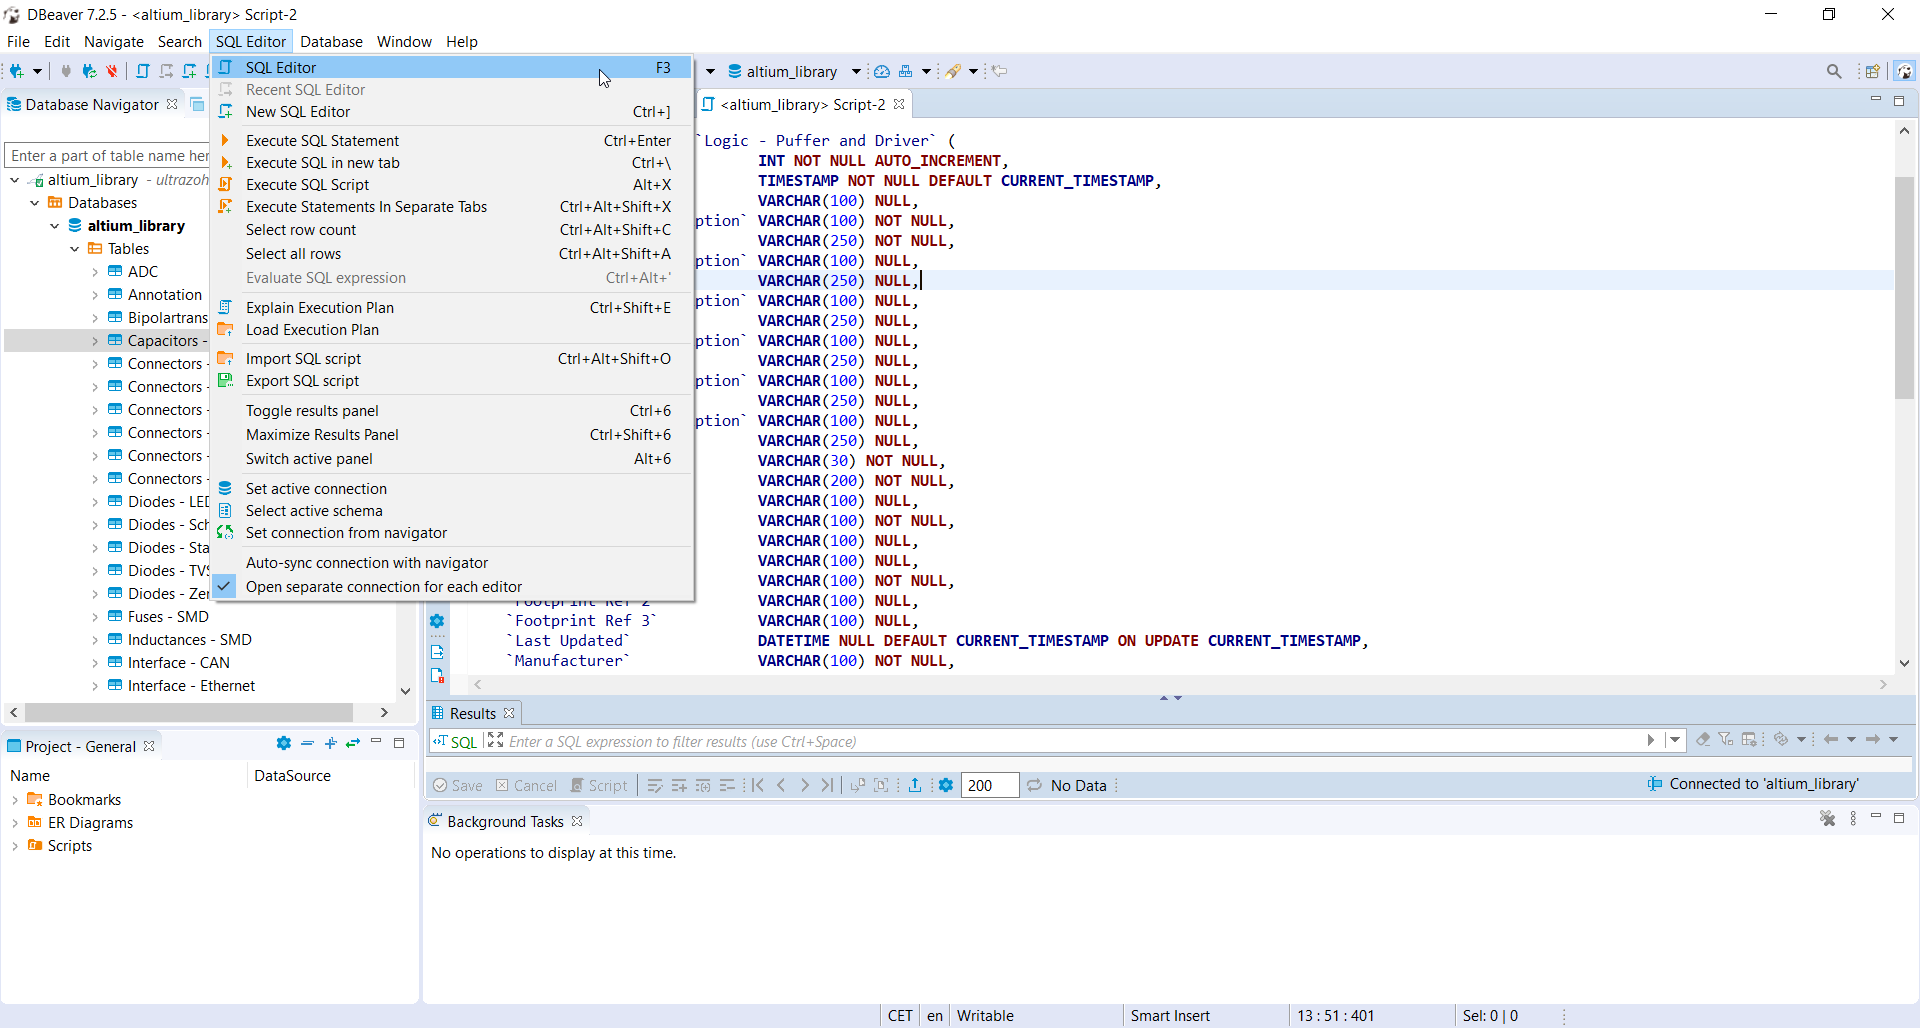 DBeaver 7.2.5 - <altium_library> Script-2
File Edit Navigate Search SQL Editor Database Window Help
altium_library
Database Navigator
<altium_library> Script-2
Enter a part of table name her
altium_library - ultrazoh
Databases
altium_library
Tables
ADC
Annotation
Bipolartrans
Capacitors -
Connectors -
Connectors -
Connectors -
Connectors -
Connectors -
Connectors -
Diodes - LED
Diodes - Sch
Diodes - Sta
Diodes - TVS
Diodes - Zer
Fuses - SMD
Inductances - SMD
Interface - CAN
Interface - Ethernet
SQL Editor F3
Recent SQL Editor
New SQL Editor Ctrl+]
Execute SQL Statement Ctrl+Enter
Execute SQL in new tab Ctrl+\
Execute SQL Script Alt+X
Execute Statements In Separate Tabs Ctrl+Alt+Shift+X
Select row count Ctrl+Alt+Shift+C
Select all rows Ctrl+Alt+Shift+A
Evaluate SQL expression Ctrl+Alt+'
Explain Execution Plan Ctrl+Shift+E
Load Execution Plan
Import SQL script Ctrl+Alt+Shift+O
Export SQL script
Toggle results panel Ctrl+6
Maximize Results Panel Ctrl+Shift+6
Switch active panel Alt+6
Set active connection
Select active schema
Set connection from navigator
Auto-sync connection with navigator
Open separate connection for each editor
`Logic - Puffer and Driver` (
INT NOT NULL AUTO_INCREMENT,
TIMESTAMP NOT NULL DEFAULT CURRENT_TIMESTAMP,
VARCHAR(100) NULL,
ption` VARCHAR(100) NOT NULL,
VARCHAR(250) NOT NULL,
ption` VARCHAR(100) NULL,
VARCHAR(250) NULL,
ption` VARCHAR(100) NULL,
VARCHAR(250) NULL,
ption` VARCHAR(100) NULL,
VARCHAR(250) NULL,
ption` VARCHAR(100) NULL,
VARCHAR(250) NULL,
ption` VARCHAR(100) NULL,
VARCHAR(250) NULL,
VARCHAR(30) NOT NULL,
VARCHAR(200) NOT NULL,
VARCHAR(100) NULL,
VARCHAR(100) NOT NULL,
VARCHAR(100) NULL,
VARCHAR(100) NULL,
VARCHAR(100) NOT NULL,
`Footprint Ref 2` VARCHAR(100) NULL,
`Footprint Ref 3` VARCHAR(100) NULL,
`Last Updated` DATETIME NULL DEFAULT CURRENT_TIMESTAMP ON UPDATE CURRENT_TIMESTAMP,
`Manufacturer` VARCHAR(100) NOT NULL,
Results
SQL Enter a SQL expression to filter results (use Ctrl+Space)
Save Cancel Script 200 No Data Connected to 'altium_library'
Project - General
Name DataSource
Bookmarks
ER Diagrams
Scripts
Background Tasks
No operations to display at this time.
CET en Writable Smart Insert 13 : 51 : 401 Sel: 0 | 0